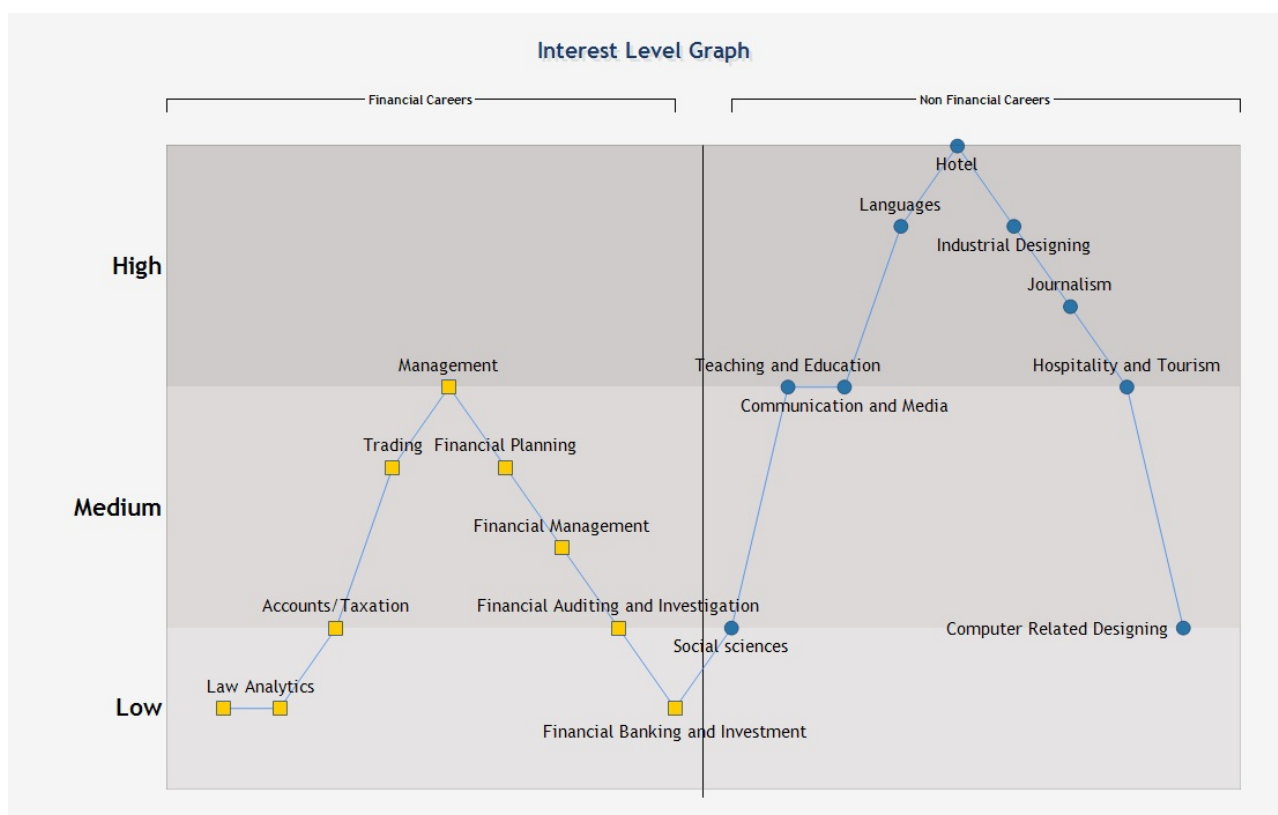 Interest Level Graph
Financial Careers
Non Financial Careers
Hotel
Languages
Industrial Designing
High
Journalism
Management
Teaching and Education
Hospitality and Tourism
Communication and Media
Trading
Financial Planning
Medium
Financial Management
Accounts/Taxation
Financial Auditing and Investigation
Computer Related Designing
Social sciences
Law Analytics
Low
Financial Banking and Investment